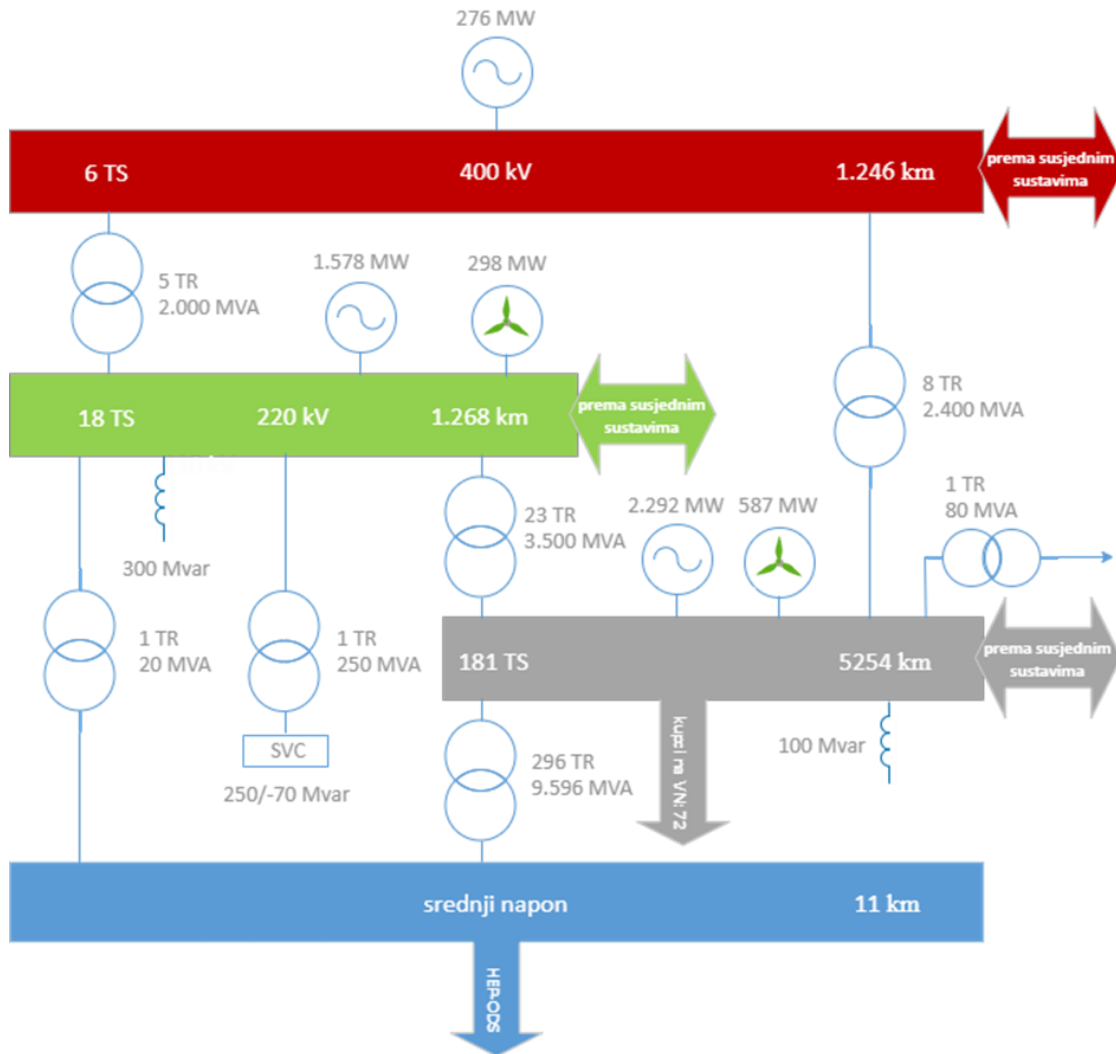 276 MW
6 TS
400 kV
1.246 km
prema susjednim
sustavima
5 TR
2.000 MVA
1.578 MW
298 MW
18 TS
220 kV
1.268 km
prema susjednim
sustavima
8 TR
2.400 MVA
300 Mvar
23 TR
3.500 MVA
2.292 MW
587 MW
1 TR
80 MVA
1 TR
20 MVA
1 TR
250 MVA
181 TS
5254 km
prema susjednim
sustavima
SVC
250/-70 Mvar
296 TR
9.596 MVA
kupci na VN: 72
100 Mvar
srednji napon
11 km
HEP-ODS